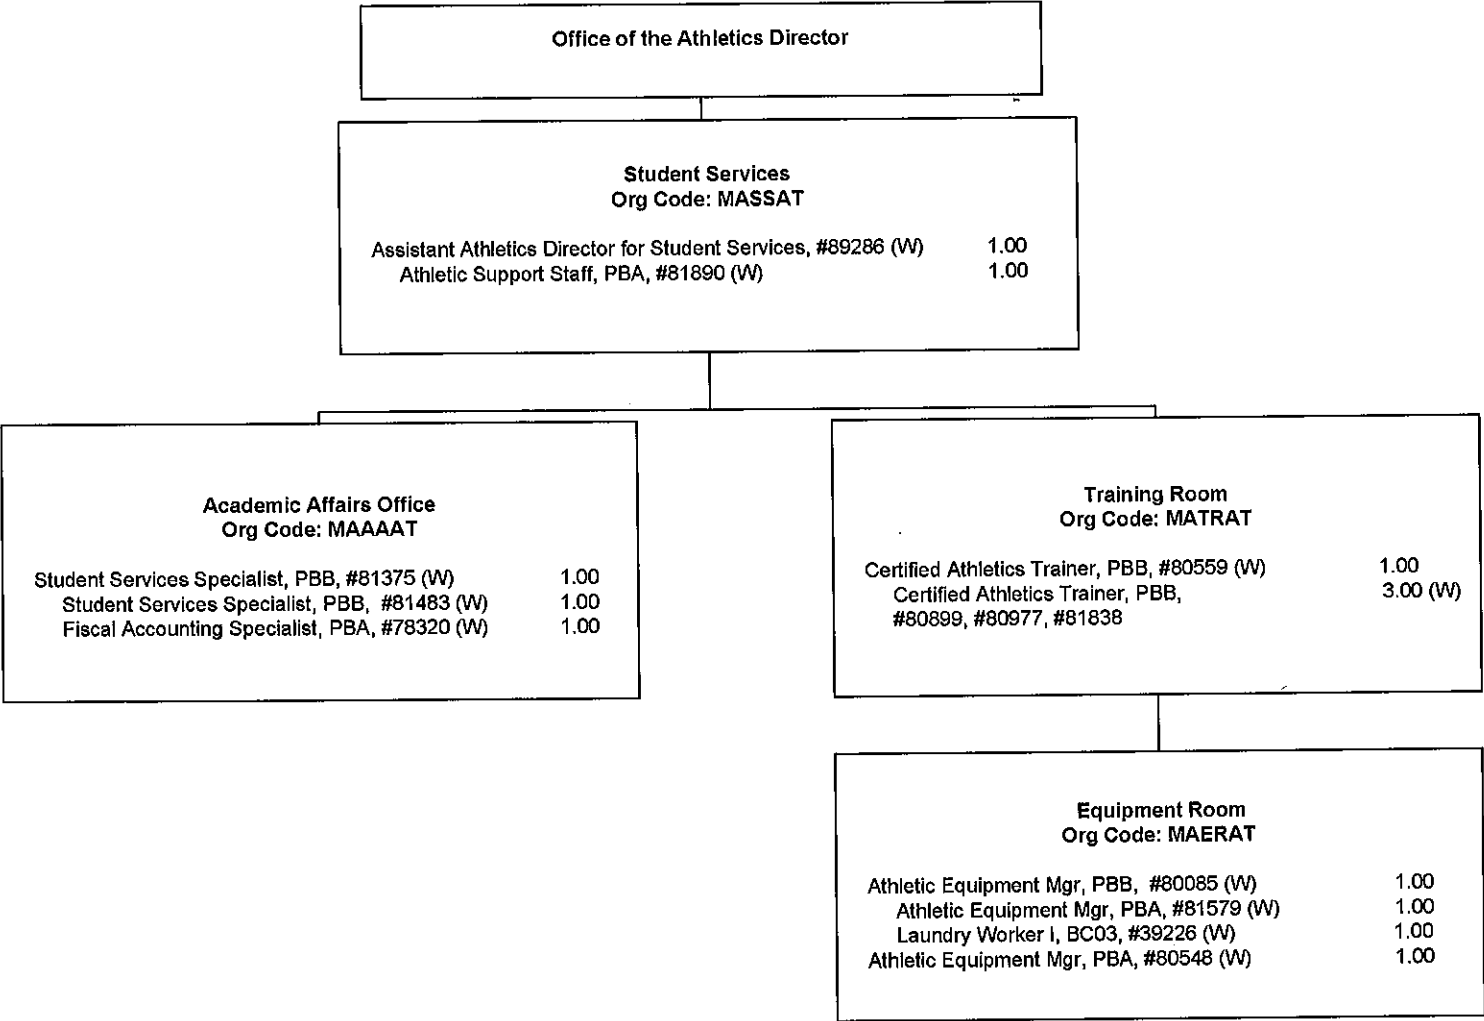 Office of the Athletics Director
Student Services
Org Code: MASSAT
Assistant Athletics Director for Student Services, #89286 (W) 1.00
Athletic Support Staff, PBA, #81890 (W) 1.00
Academic Affairs Office
Org Code: MAAAAT
Student Services Specialist, PBB, #81375 (W) 1.00
Student Services Specialist, PBB, #81483 (W) 1.00
Fiscal Accounting Specialist, PBA, #78320 (W) 1.00
Training Room
Org Code: MATRAT
Certified Athletics Trainer, PBB, #80559 (W) 1.00
Certified Athletics Trainer, PBB, 3.00 (W)
#80899, #80977, #81838
Equipment Room
Org Code: MAERAT
Athletic Equipment Mgr, PBB, #80085 (W) 1.00
Athletic Equipment Mgr, PBA, #81579 (W) 1.00
Laundry Worker I, BC03, #39226 (W) 1.00
Athletic Equipment Mgr, PBA, #80548 (W) 1.00